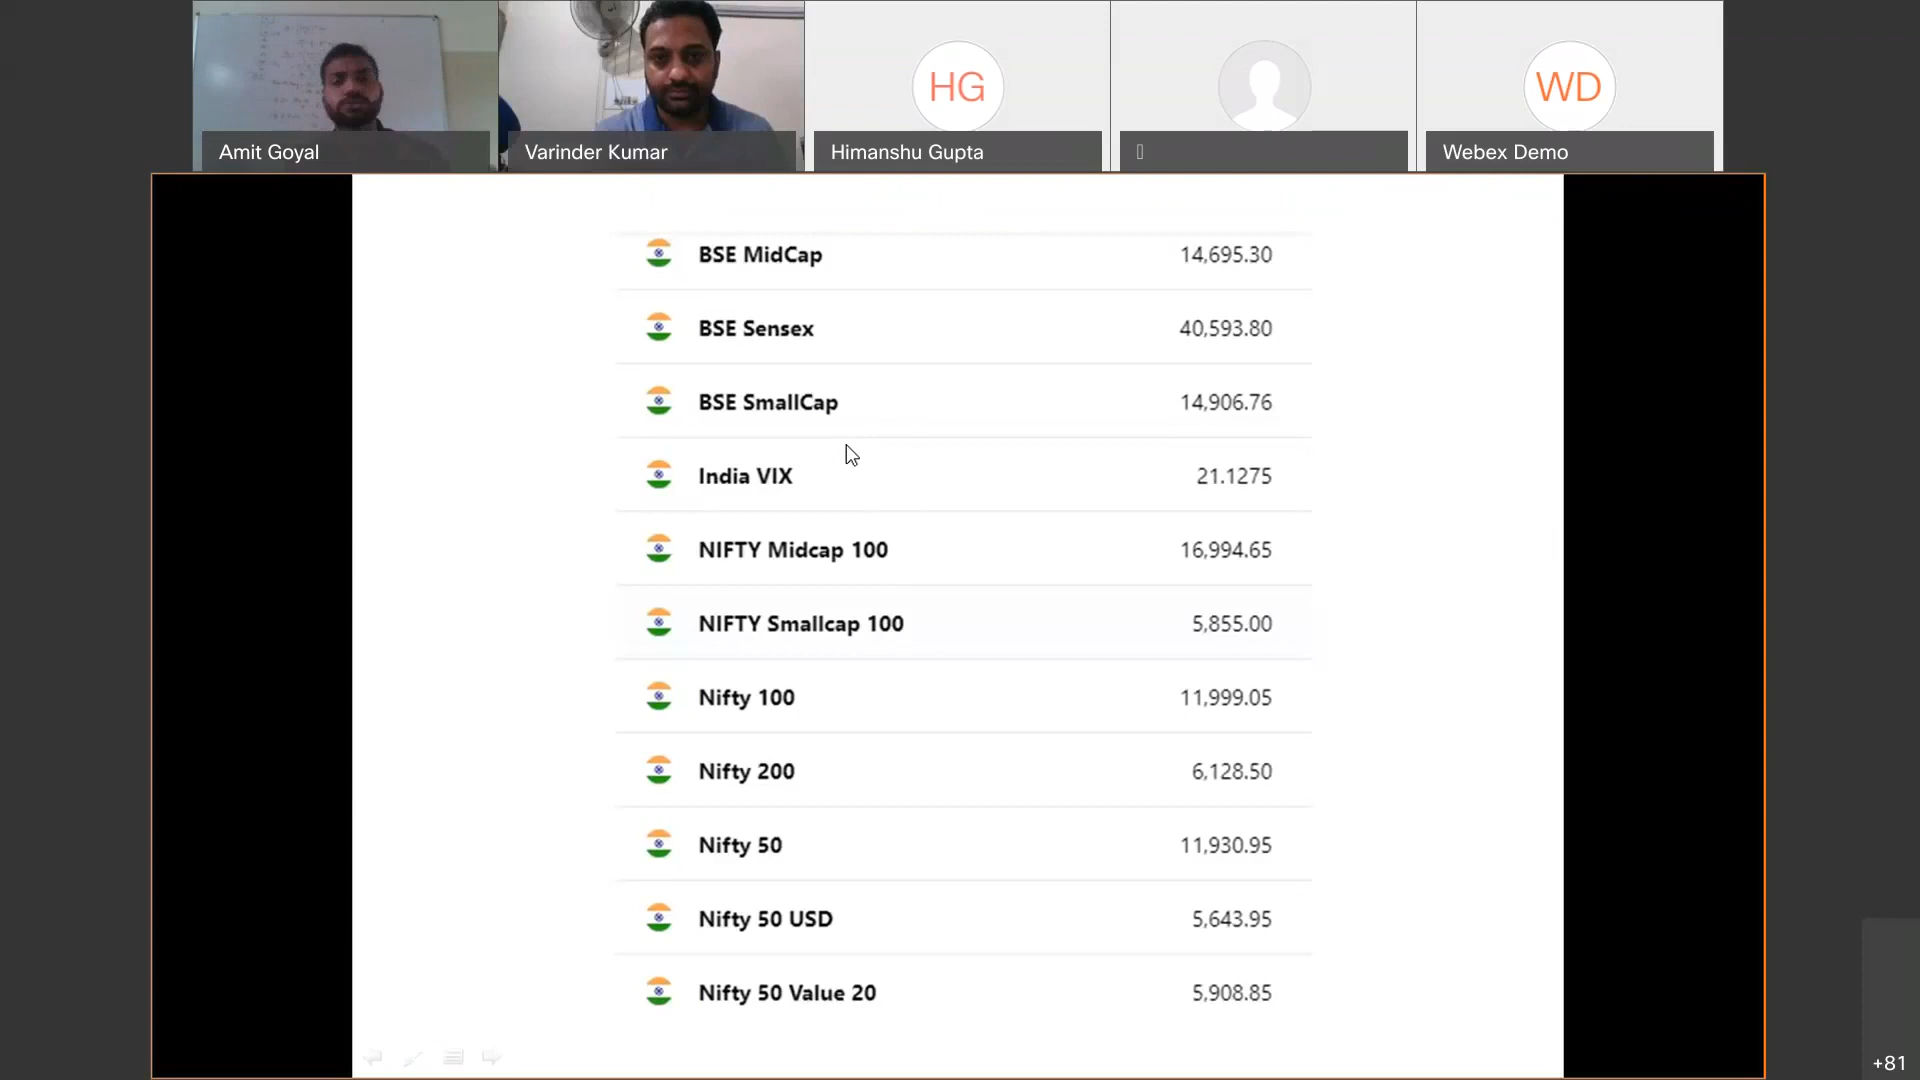 HG
WD
Amit Goyal
Varinder Kumar
Himanshu Gupta
Webex Demo
BSE MidCap 14,695.30
BSE Sensex 40,593.80
BSE SmallCap 14,906.76
India VIX 21.1275
NIFTY Midcap 100 16,994.65
NIFTY Smallcap 100 5,855.00
Nifty 100 11,999.05
Nifty 200 6,128.50
Nifty 50 11,930.95
Nifty 50 USD 5,643.95
Nifty 50 Value 20 5,908.85
+81